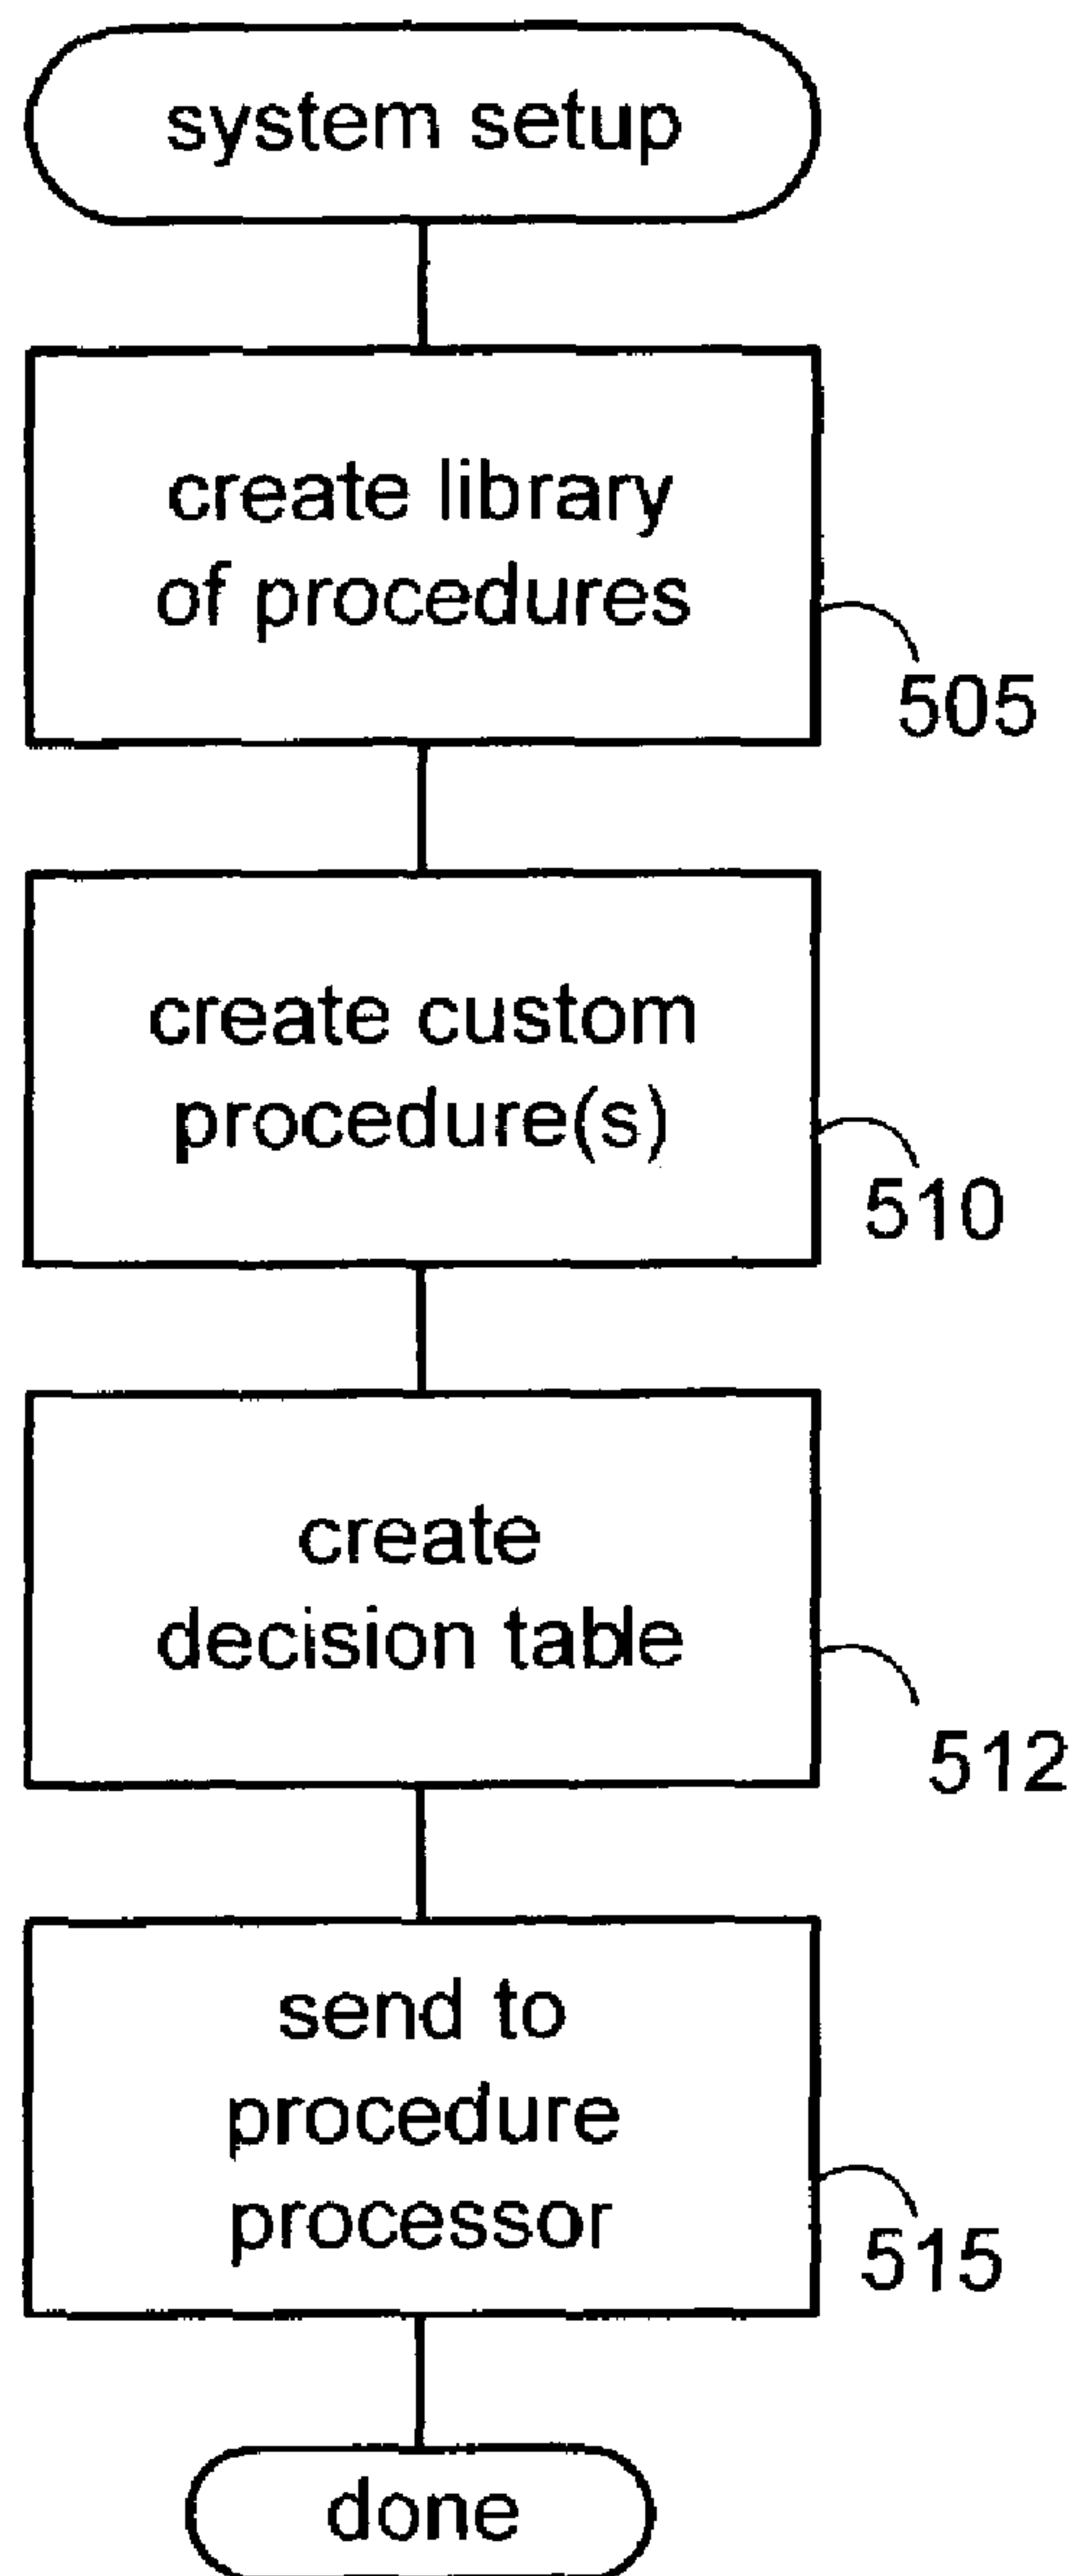 system setup
create library
of procedures
505
create custom
procedure(s)
510
create
decision table
512
send to
procedure
processor
515
done